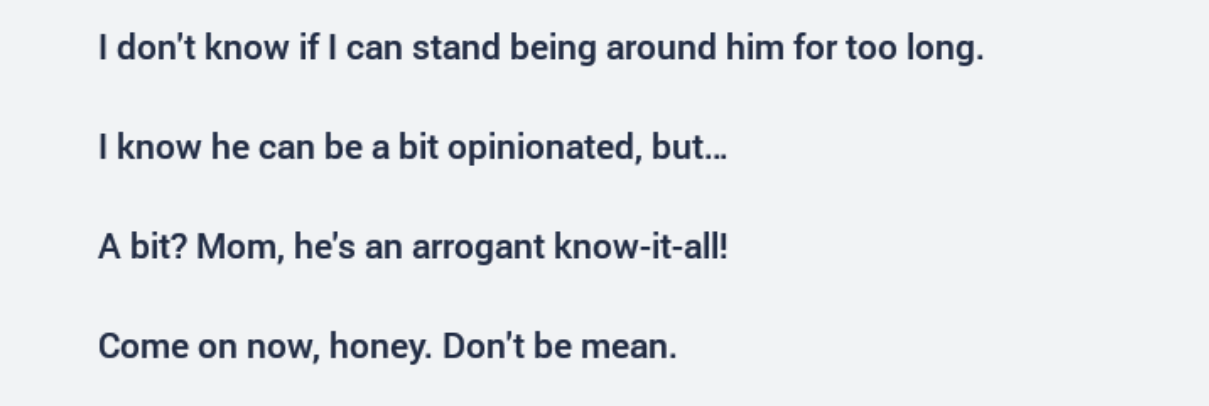 I don't know if I can stand being around him for too long.
I know he can be a bit opinionated, but...
A bit? Mom, he's an arrogant know-it-all!
Come on now, honey. Don't be mean.